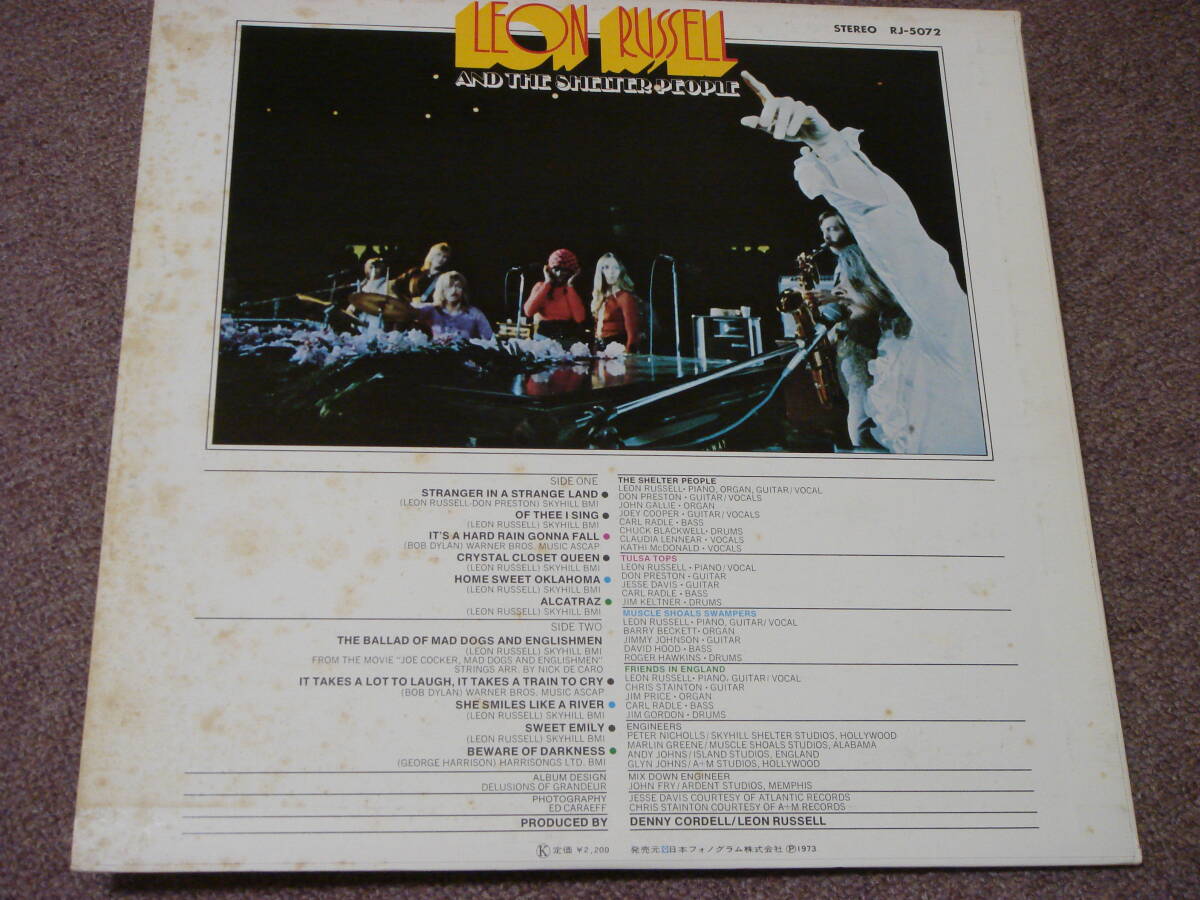 LEON RUSSELL
AND THE SHELTER PEOPLE
STEREO RJ-5072
SIDE ONE
STRANGER IN A STRANGE LAND ●
(LEON RUSSELL-DON PRESTON) SKYHILL BMI
OF THEE I SING ●
(LEON RUSSELL) SKYHILL BMI
IT'S A HARD RAIN GONNA FALL ●
(BOB DYLAN) WARNER BROS. MUSIC ASCAP
CRYSTAL CLOSET QUEEN ●
(LEON RUSSELL) SKYHILL BMI
HOME SWEET OKLAHOMA ●
(LEON RUSSELL) SKYHILL BMI
ALCATRAZ ●
(LEON RUSSELL) SKYHILL BMI
SIDE TWO
THE BALLAD OF MAD DOGS AND ENGLISHMEN
(LEON RUSSELL) SKYHILL BMI
FROM THE MOVIE "JOE COCKER, MAD DOGS AND ENGLISHMEN"
STRINGS ARR. BY NICK DE CARO
IT TAKES A LOT TO LAUGH, IT TAKES A TRAIN TO CRY ●
(BOB DYLAN) WARNER BROS. MUSIC ASCAP
SHE SMILES LIKE A RIVER ●
(LEON RUSSELL) SKYHILL BMI
SWEET EMILY ●
(LEON RUSSELL) SKYHILL BMI
BEWARE OF DARKNESS ●
(GEORGE HARRISON) HARRISONGS LTD. BMI
ALBUM DESIGN
DELUSIONS OF GRANDEUR
PHOTOGRAPHY
ED CARAEFF
PRODUCED BY
THE SHELTER PEOPLE
LEON RUSSELL • PIANO, ORGAN, GUITAR/VOCAL
DON PRESTON • GUITAR/VOCALS
JOHN GALLIE • ORGAN
JOEY COOPER • GUITAR/VOCALS
CARL RADLE • BASS
CHUCK BLACKWELL • DRUMS
CLAUDIA LENNEAR • VOCALS
KATHI McDONALD • VOCALS
TULSA TOPS
LEON RUSSELL • PIANO/VOCAL
DON PRESTON • GUITAR
JESSE DAVIS • GUITAR
CARL RADLE • BASS
JIM KELTNER • DRUMS
MUSCLE SHOALS SWAMPERS
LEON RUSSELL • PIANO, GUITAR/VOCAL
BARRY BECKETT • ORGAN
JIMMY JOHNSON • GUITAR
DAVID HOOD • BASS
ROGER HAWKINS • DRUMS
FRIENDS IN ENGLAND
LEON RUSSELL • PIANO, GUITAR/VOCAL
CHRIS STAINTON • GUITAR
JIM PRICE • ORGAN
CARL RADLE • BASS
JIM GORDON • DRUMS
ENGINEERS
PETER NICHOLLS/SKYHILL SHELTER STUDIOS, HOLLYWOOD
MARLIN GREENE/MUSCLE SHOALS STUDIOS, ALABAMA
ANDY JOHNS/ISLAND STUDIOS, ENGLAND
GLYN JOHNS/A+M STUDIOS, HOLLYWOOD
MIX DOWN ENGINEER
JOHN FRY/ARDENT STUDIOS, MEMPHIS
JESSE DAVIS COURTESY OF ATLANTIC RECORDS
CHRIS STAINTON COURTESY OF A+M RECORDS
DENNY CORDELL/LEON RUSSELL
Ⓚ 定価 ¥2,200 発売元 日本フォノグラム株式会社 Ⓟ1973